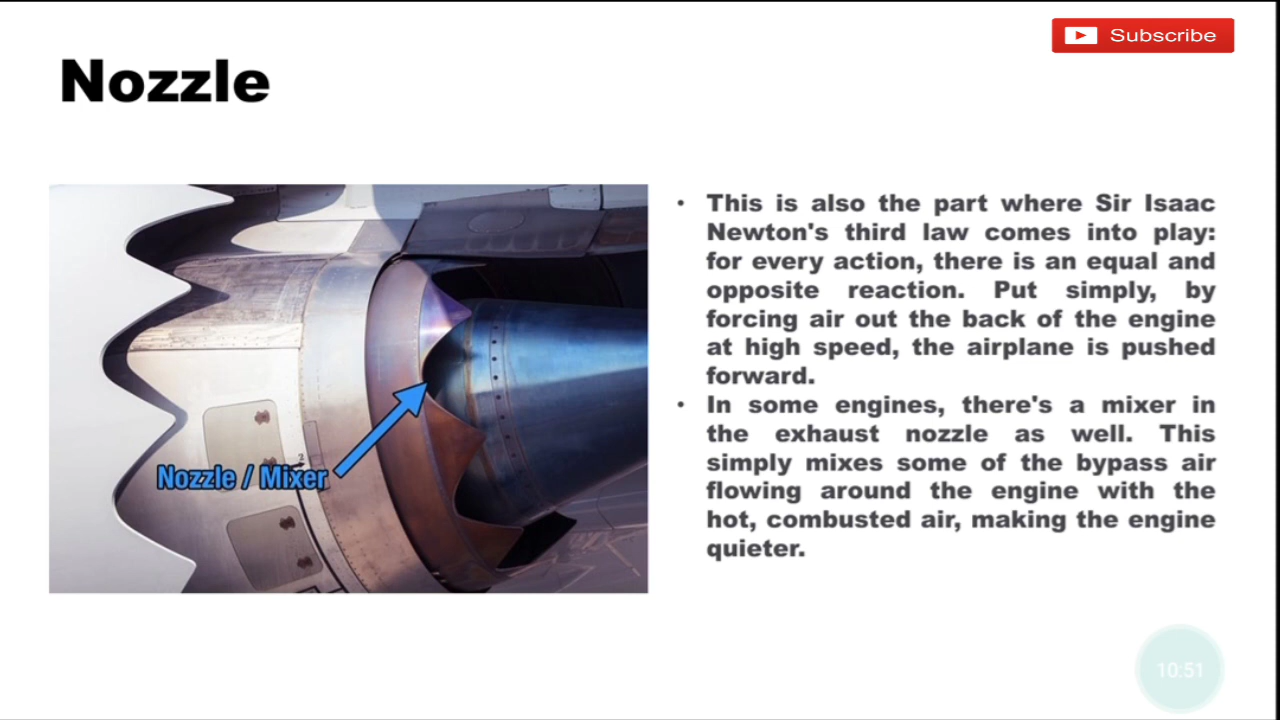 Subscribe
Nozzle
Nozzle / Mixer
• This is also the part where Sir Isaac
Newton's third law comes into play:
for every action, there is an equal and
opposite reaction. Put simply, by
forcing air out the back of the engine
at high speed, the airplane is pushed
forward.
• In some engines, there's a mixer in
the exhaust nozzle as well. This
simply mixes some of the bypass air
flowing around the engine with the
hot, combusted air, making the engine
quieter.
10:51